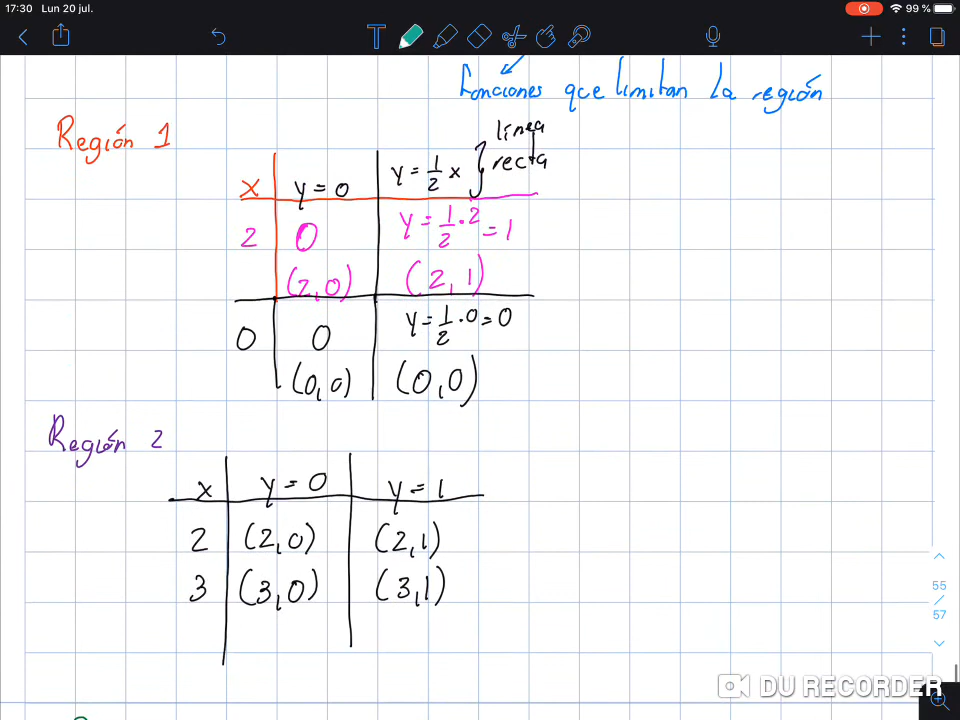 17:30 Lun 20 jul.
99 %
T
Funciones que limitan la región
Región 1
línea
recta
x y = 0 y = 1/2 x
2 0 y = 1/2 · 2 = 1
(2,0) (2, 1)
0 0 y = 1/2 · 0 = 0
(0,0) (0,0)
Región 2
x y = 0 y = 1
2 (2,0) (2,1)
3 (3,0) (3,1)
55
/
57
DU RECORDER